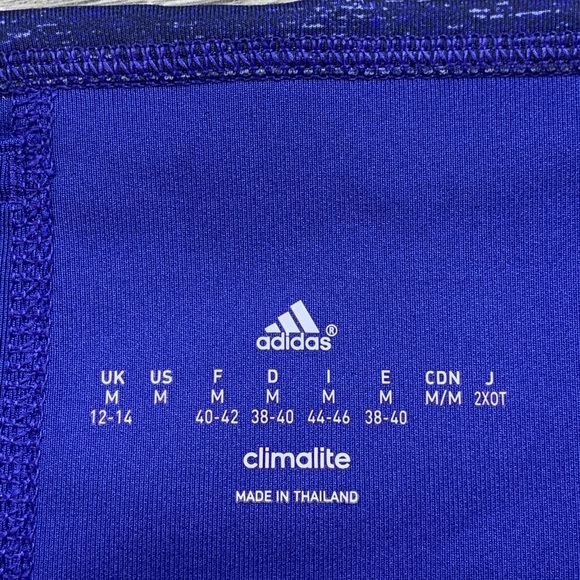 adidas®
UK US F D I E CDN J
M M M M M M M/M 2XOT
12-14 40-42 38-40 44-46 38-40
climalite
MADE IN THAILAND